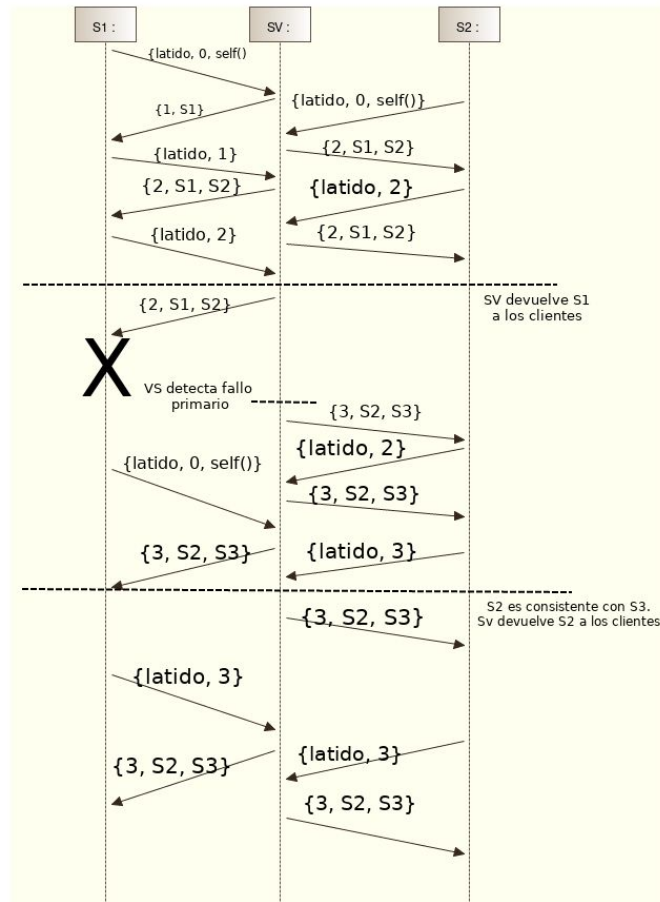 S1 :
SV :
S2 :
{latido, 0, self()
{1, S1}
{latido, 0, self()}
{latido, 1}
{2, S1, S2}
{2, S1, S2}
{latido, 2}
{latido, 2}
{2, S1, S2}
SV devuelve S1
a los clientes
{2, S1, S2}
X
VS detecta fallo
primario
{3, S2, S3}
{latido, 2}
{latido, 0, self()}
{3, S2, S3}
{3, S2, S3}
{latido, 3}
S2 es consistente con S3.
Sv devuelve S2 a los clientes
{3, S2, S3}
{latido, 3}
{latido, 3}
{3, S2, S3}
{3, S2, S3}